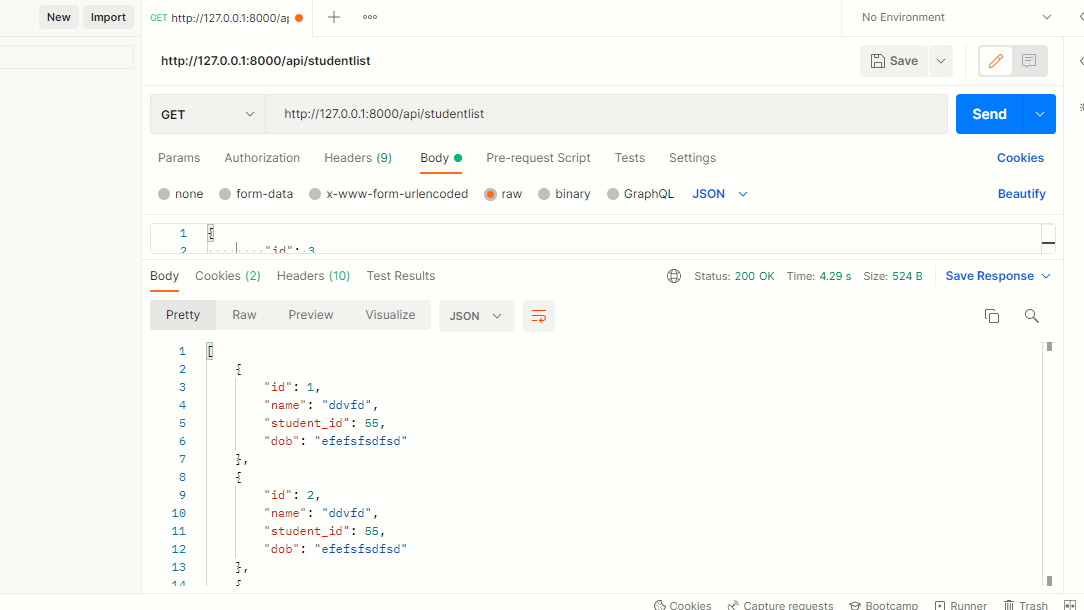 New Import GET http://127.0.0.1:8000/ap No Environment
http://127.0.0.1:8000/api/studentlist Save
GET http://127.0.0.1:8000/api/studentlist Send
Params Authorization Headers (9) Body Pre-request Script Tests Settings Cookies
none form-data x-www-form-urlencoded raw binary GraphQL JSON Beautify
1 {
2 "id": 3
Body Cookies (2) Headers (10) Test Results Status: 200 OK Time: 4.29 s Size: 524 B Save Response
Pretty Raw Preview Visualize JSON
1 [
2 {
3 "id": 1,
4 "name": "ddvfd",
5 "student_id": 55,
6 "dob": "efefsfsdfsd"
7 },
8 {
9 "id": 2,
10 "name": "ddvfd",
11 "student_id": 55,
12 "dob": "efefsfsdfsd"
13 },
14 {
Cookies Capture requests Bootcamp Runner Trash